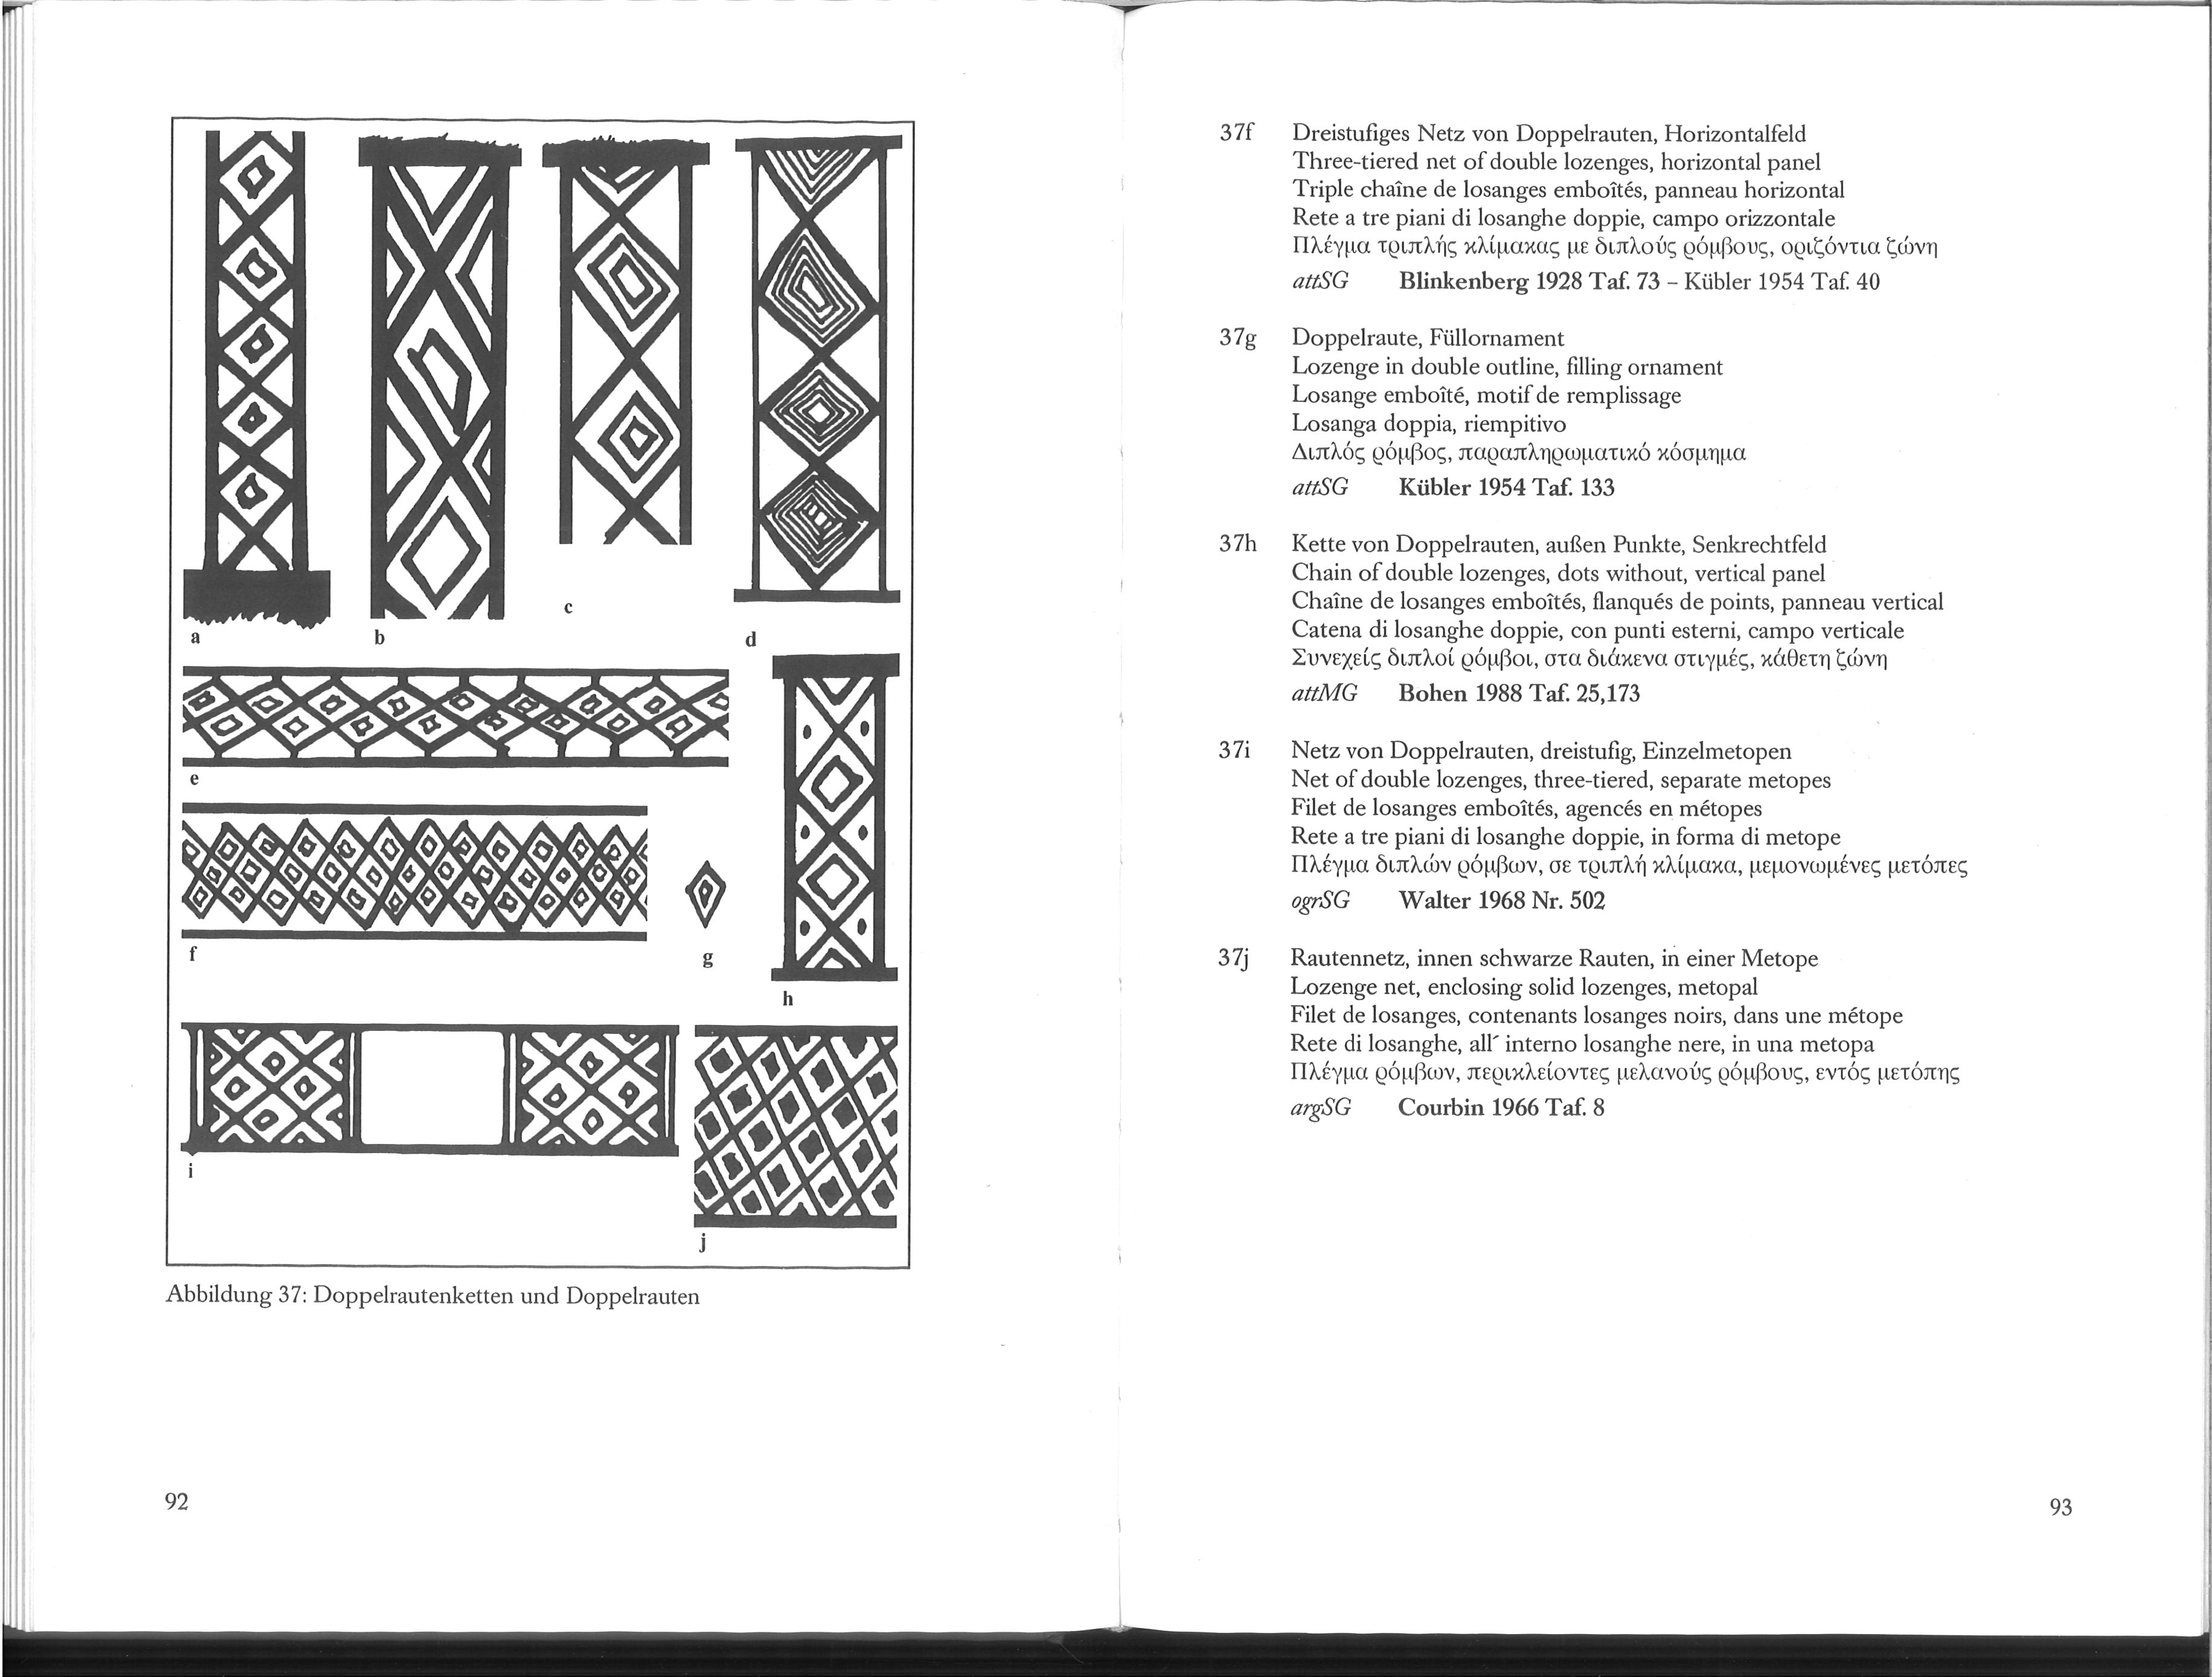 a
b
c
d
e
f
g
h
i
j
Abbildung 37: Doppelrautenketten und Doppelrauten
92
37f Dreistufiges Netz von Doppelrauten, Horizontalfeld
Three-tiered net of double lozenges, horizontal panel
Triple chaîne de losanges emboîtés, panneau horizontal
Rete a tre piani di losanghe doppie, campo orizzontale
Πλέγμα τριπλής κλίμακας με διπλούς ρόμβους, οριζόντια ζώνη
attSG Blinkenberg 1928 Taf. 73 – Kübler 1954 Taf. 40
37g Doppelraute, Füllornament
Lozenge in double outline, filling ornament
Losange emboîté, motif de remplissage
Losanga doppia, riempitivo
Διπλός ρόμβος, παραπληρωματικό κόσμημα
attSG Kübler 1954 Taf. 133
37h Kette von Doppelrauten, außen Punkte, Senkrechtfeld
Chain of double lozenges, dots without, vertical panel
Chaîne de losanges emboîtés, flanqués de points, panneau vertical
Catena di losanghe doppie, con punti esterni, campo verticale
Συνεχείς διπλοί ρόμβοι, στα διάκενα στιγμές, κάθετη ζώνη
attMG Bohen 1988 Taf. 25,173
37i Netz von Doppelrauten, dreistufig, Einzelmetopen
Net of double lozenges, three-tiered, separate metopes
Filet de losanges emboîtés, agencés en métopes
Rete a tre piani di losanghe doppie, in forma di metope
Πλέγμα διπλών ρόμβων, σε τριπλή κλίμακα, μεμονωμένες μετόπες
ogrSG Walter 1968 Nr. 502
37j Rautennetz, innen schwarze Rauten, in einer Metope
Lozenge net, enclosing solid lozenges, metopal
Filet de losanges, contenants losanges noirs, dans une métope
Rete di losanghe, all´ interno losanghe nere, in una metopa
Πλέγμα ρόμβων, περικλείοντες μελανούς ρόμβους, εντός μετόπης
argSG Courbin 1966 Taf. 8
93